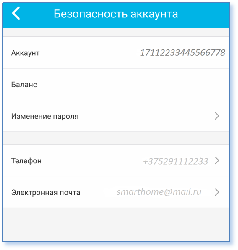 Безопасность аккаунта
Аккаунт 17112233445566778
Баланс
Изменение пароля
Телефон +375291112233
Электронная почта smarthome@mail.ru